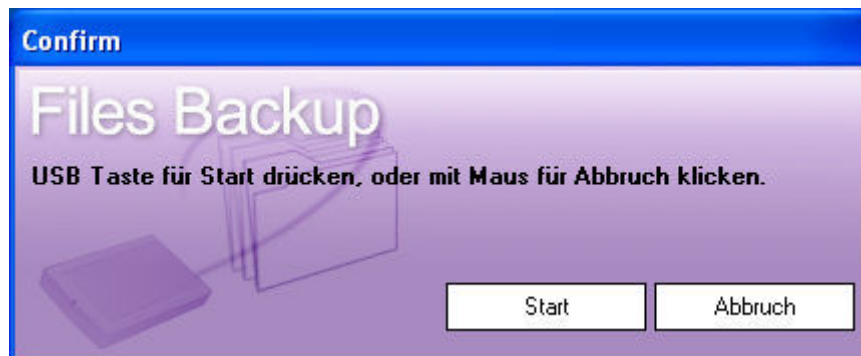 Confirm
Files Backup
USB Taste für Start drücken, oder mit Maus für Abbruch klicken.
Start Abbruch